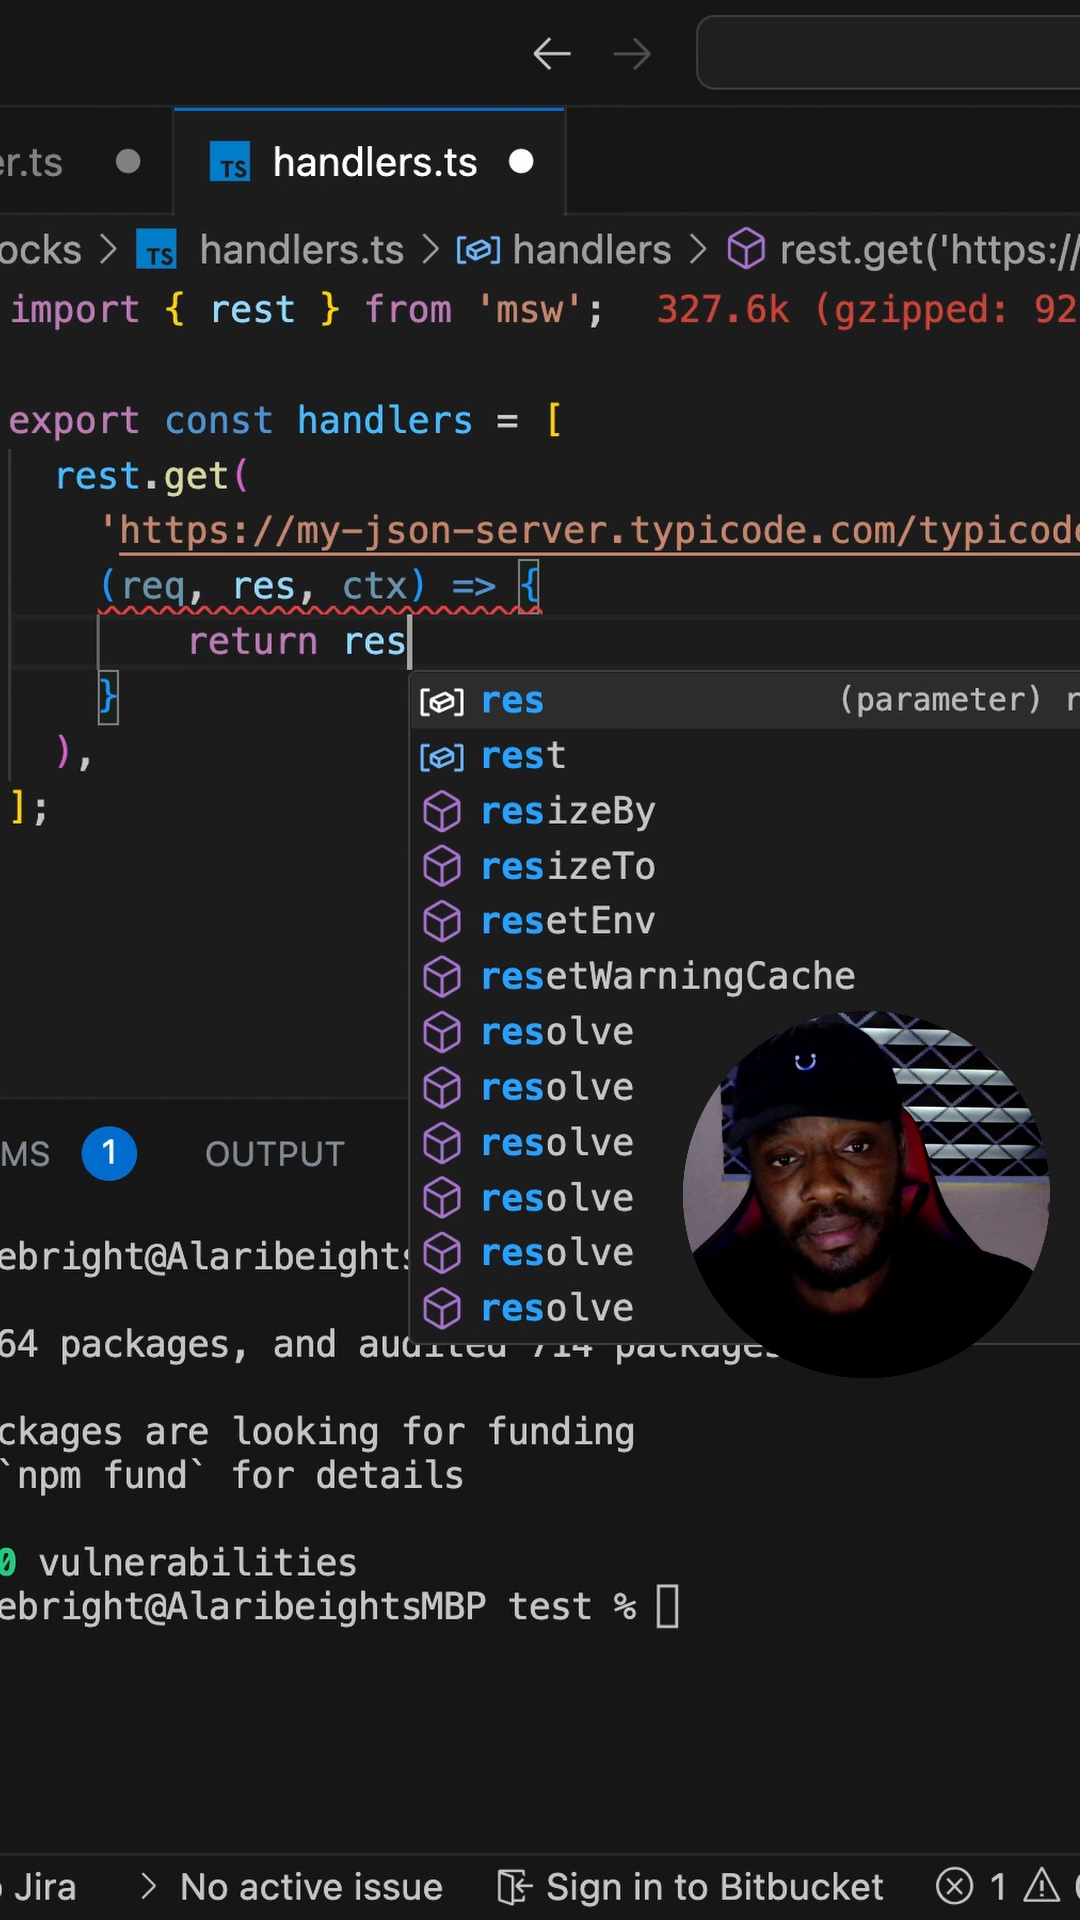 er.ts
TS handlers.ts
ocks > TS handlers.ts > handlers > rest.get('https://
import { rest } from 'msw'; 327.6k (gzipped: 92
export const handlers = [
rest.get(
'https://my-json-server.typicode.com/typicode
(req, res, ctx) => {
return res
}
),
];
res (parameter) r
rest
resizeBy
resizeTo
resetEnv
resetWarningCache
resolve
resolve
resolve
resolve
resolve
resolve
MS 1 OUTPUT
ebright@Alaribeights
64 packages, and audited 714 packages
ckages are looking for funding
`npm fund` for details
0 vulnerabilities
ebright@AlaribeightsMBP test %
Jira > No active issue Sign in to Bitbucket 1